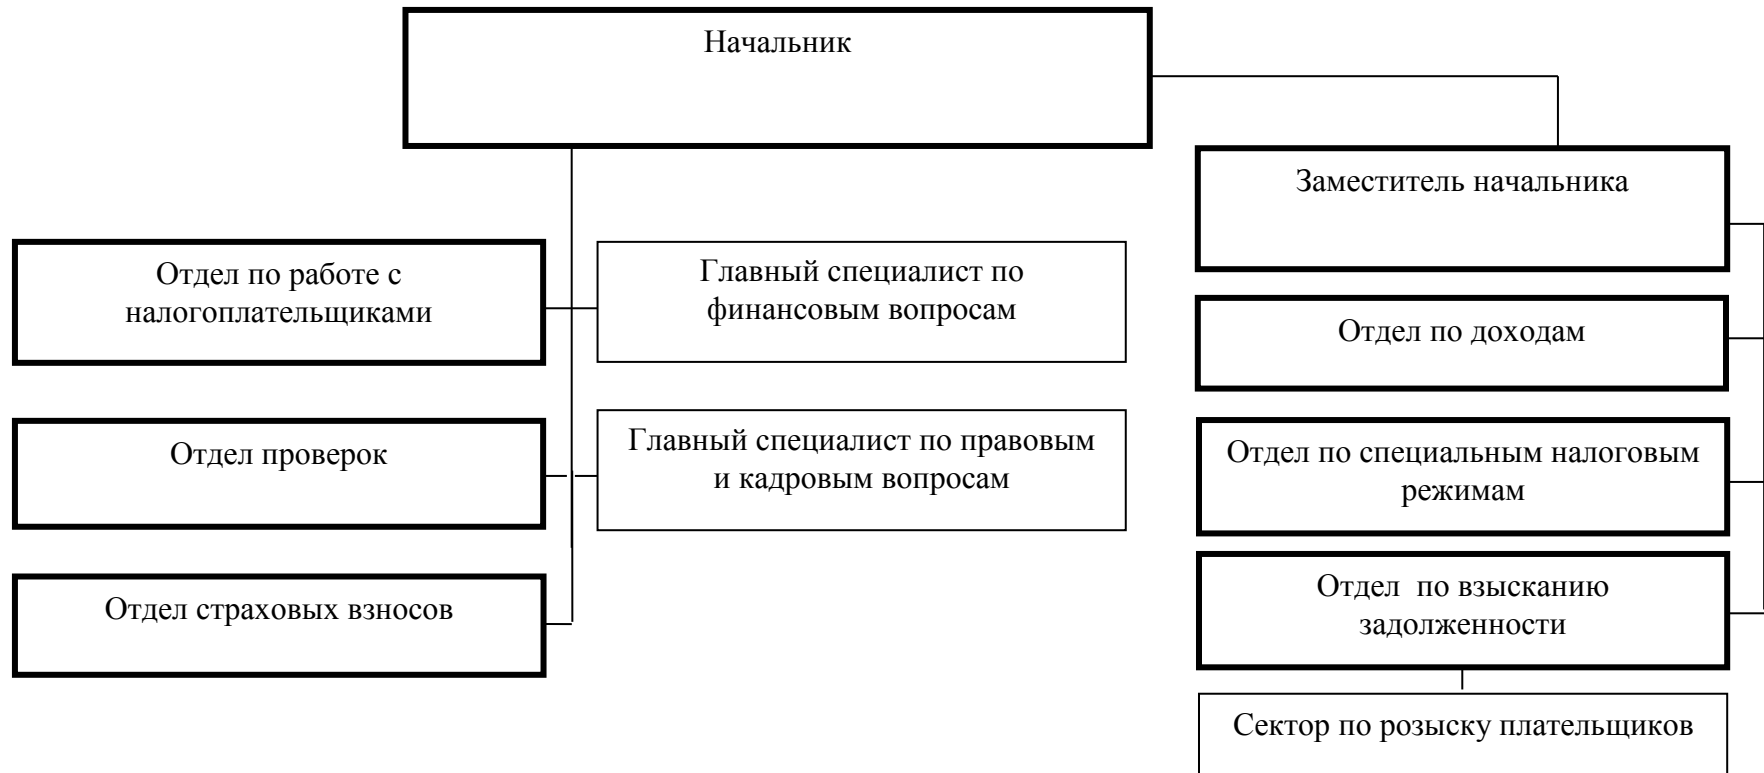 Начальник
Заместитель начальника
Отдел по работе с
налогоплательщиками
Главный специалист по
финансовым вопросам
Отдел по доходам
Отдел проверок
Главный специалист по правовым
и кадровым вопросам
Отдел по специальным налоговым
режимам
Отдел страховых взносов
Отдел по взысканию
задолженности
Сектор по розыску плательщиков